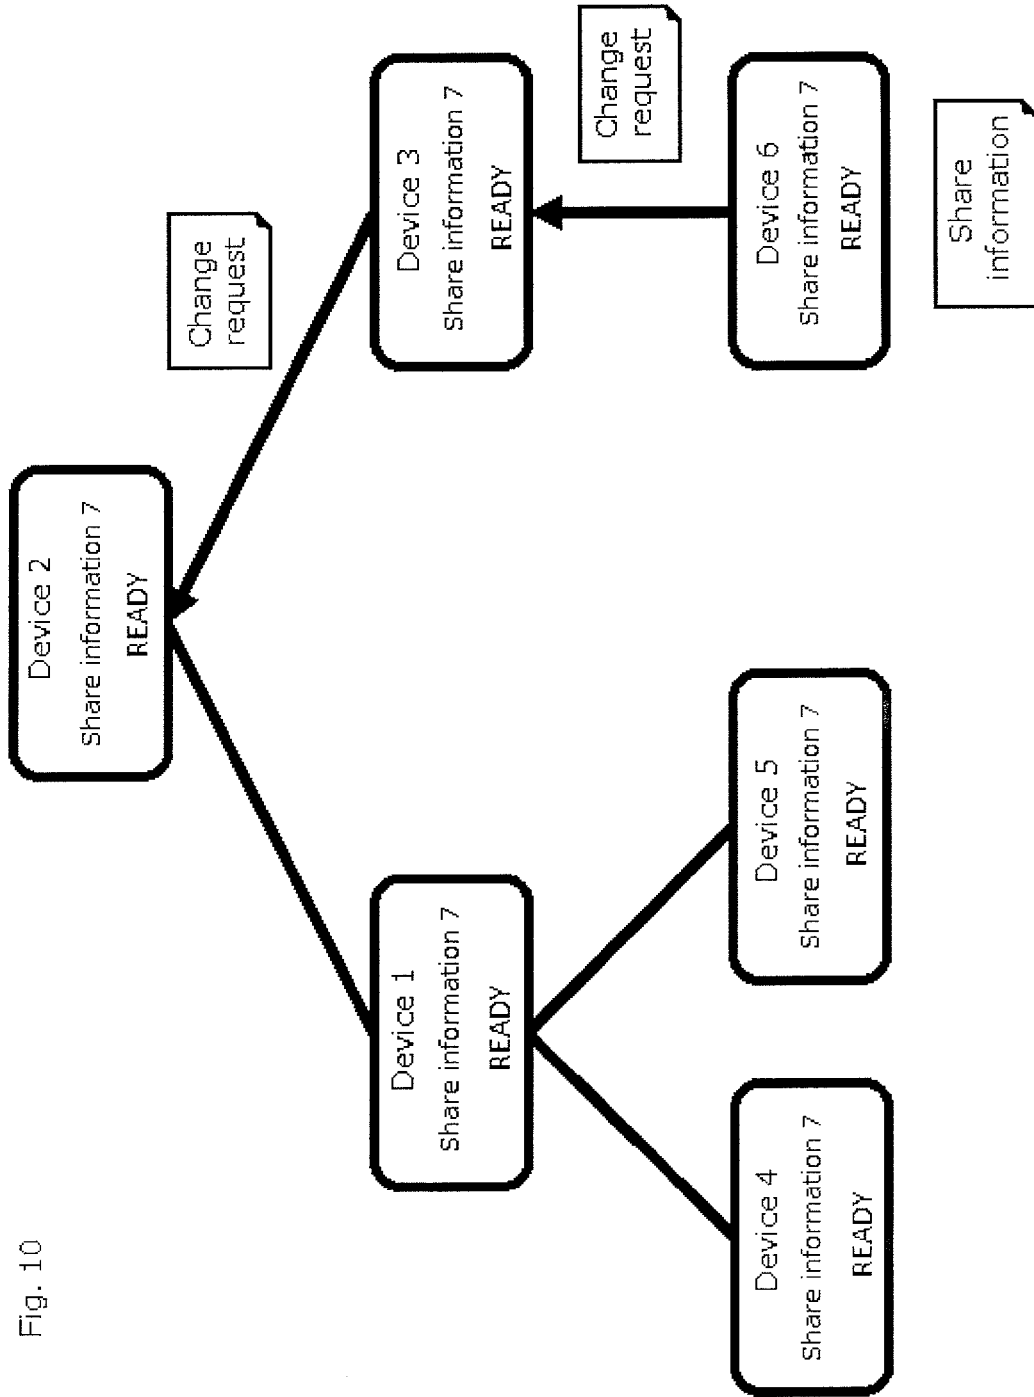 Fig. 10
Device 2
Share information 7
READY
Change
request
Device 1
Share information 7
READY
Device 3
Share information 7
READY
Change
request
Device 4
Share information 7
READY
Device 5
Share information 7
READY
Device 6
Share information 7
READY
Share
information